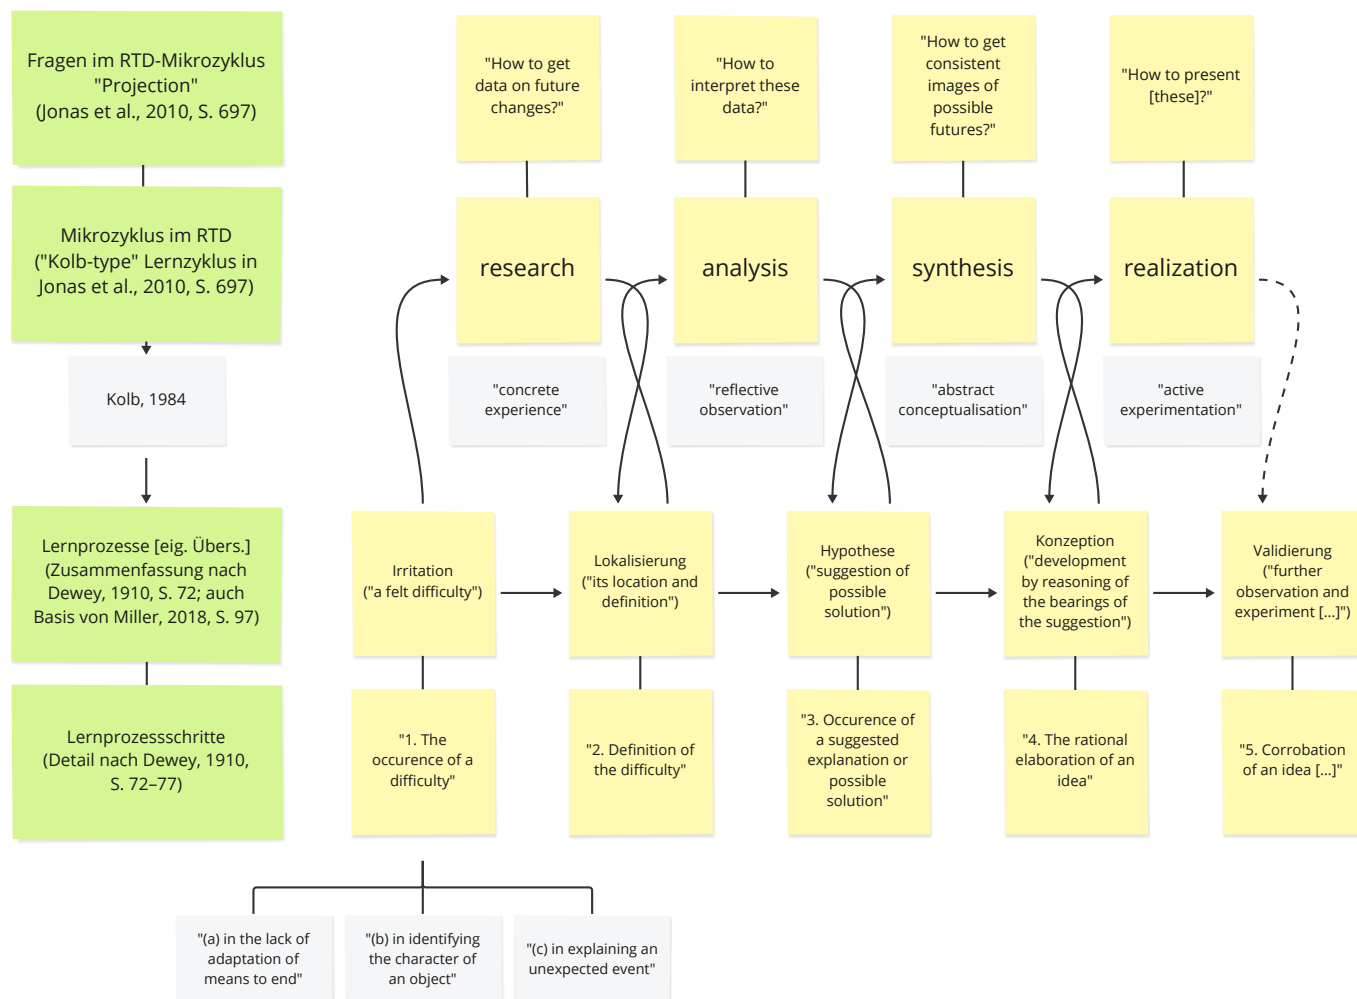 Fragen im RTD-Mikrozyklus
"Projection"
(Jonas et al., 2010, S. 697)
"How to get
data on future
changes?"
"How to
interpret these
data?"
"How to get
consistent
images of
possible
futures?"
"How to present
[these]?"
Mikrozyklus im RTD
("Kolb-type" Lernzyklus in
Jonas et al., 2010, S. 697)
research
analysis
synthesis
realization
Kolb, 1984
"concrete
experience"
"reflective
observation"
"abstract
conceptualisation"
"active
experimentation"
Lernprozesse [eig. Übers.]
(Zusammenfassung nach
Dewey, 1910, S. 72; auch
Basis von Miller, 2018, S. 97)
Irritation
("a felt difficulty")
Lokalisierung
("its location and
definition")
Hypothese
("suggestion of
possible
solution")
Konzeption
("development
by reasoning of
the bearings of
the suggestion")
Validierung
("further
observation and
experiment [...]")
Lernprozessschritte
(Detail nach Dewey, 1910,
S. 72–77)
"1. The
occurence of a
difficulty"
"2. Definition of
the difficulty"
"3. Occurence of
a suggested
explanation or
possible
solution"
"4. The rational
elaboration of an
idea"
"5. Corrobation
of an idea [...]"
"(a) in the lack of
adaptation of
means to end"
"(b) in identifying
the character of
an object"
"(c) in explaining an
unexpected event"